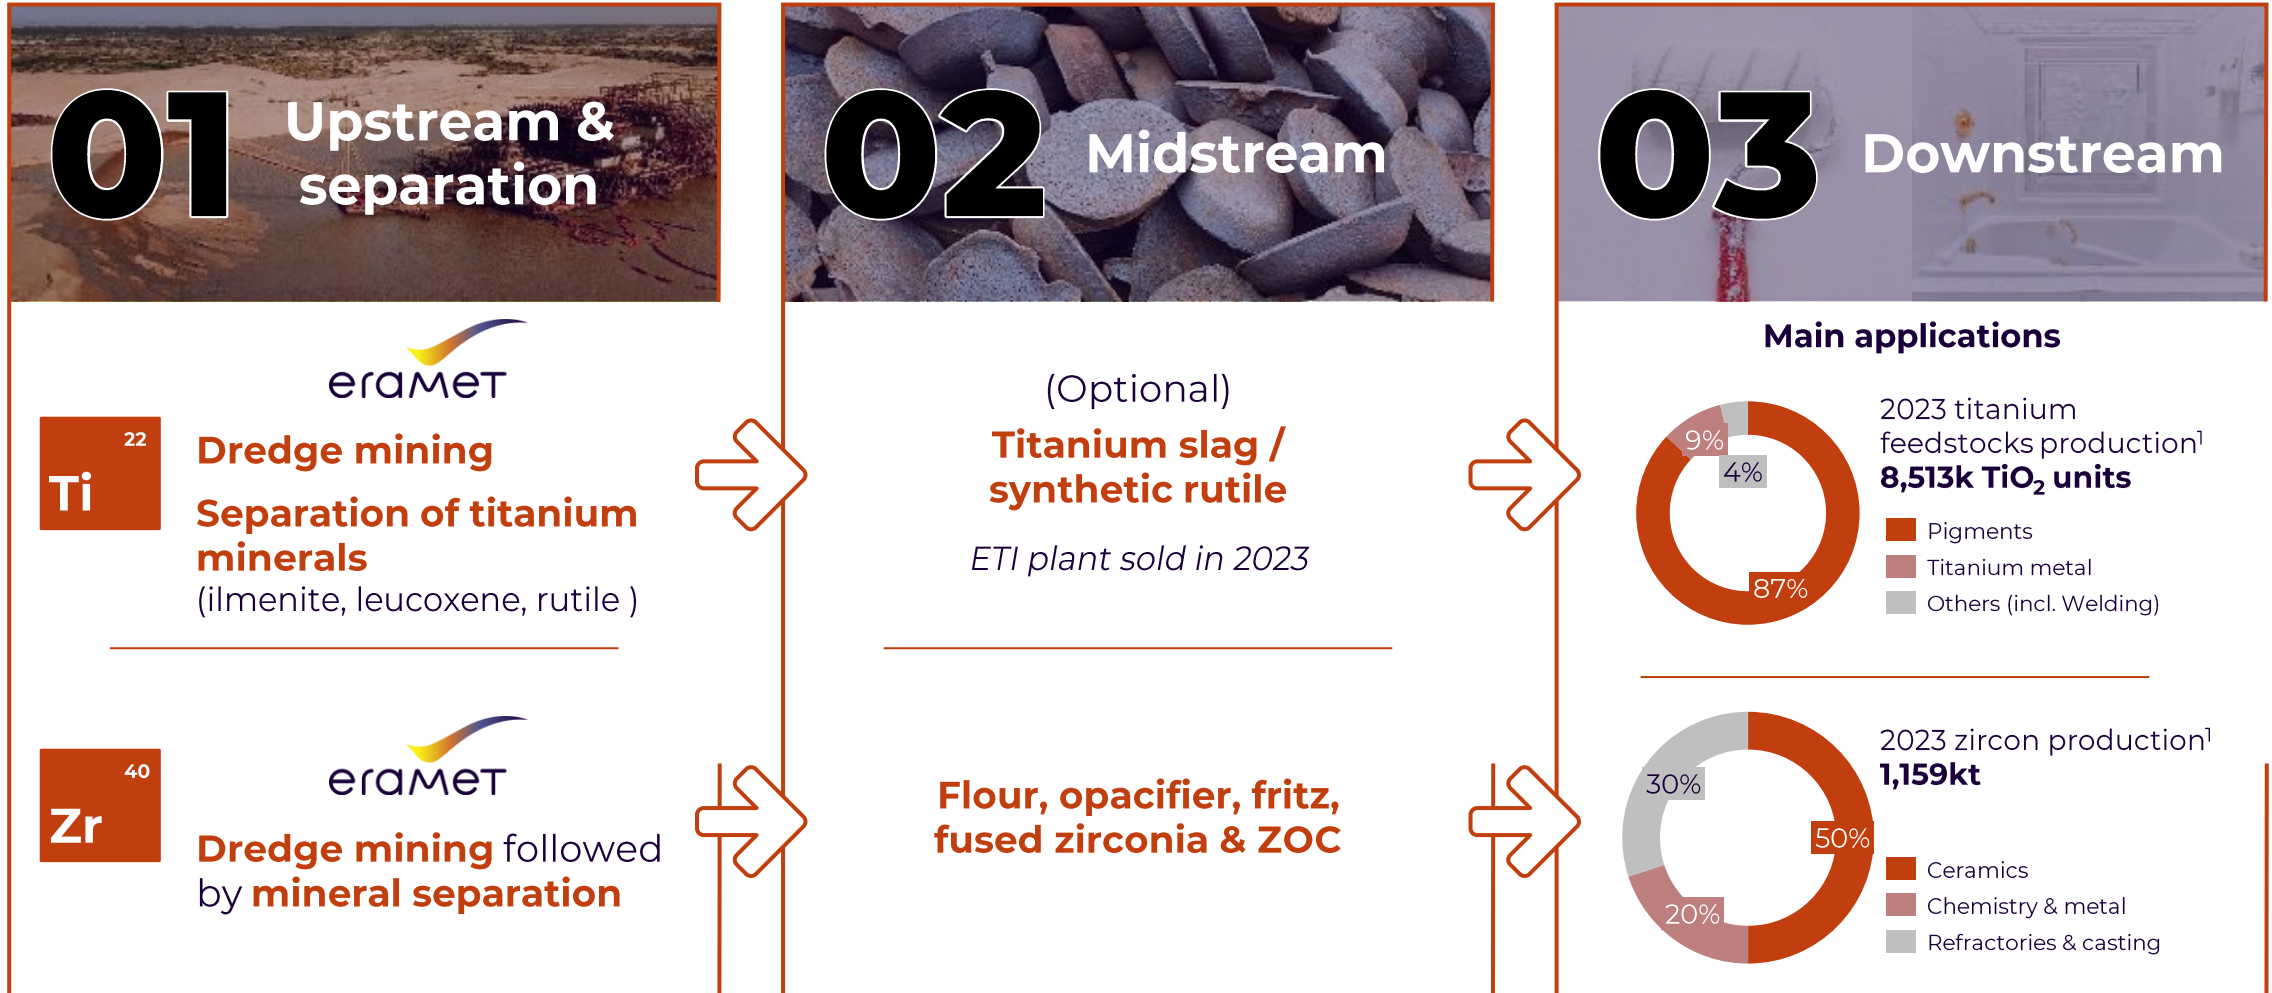 01
Upstream &
separation
eramet
22
Ti
Dredge mining
Separation of titanium
minerals
(ilmenite, leucoxene, rutile )
eramet
40
Zr
Dredge mining followed
by mineral separation
02
Midstream
(Optional)
Titanium slag /
synthetic rutile
ETI plant sold in 2023
Flour, opacifier, fritz,
fused zirconia & ZOC
03
Downstream
Main applications
9%
4%
87%
2023 titanium
feedstocks production¹
8,513k TiO₂ units
Pigments
Titanium metal
Others (incl. Welding)
30%
50%
20%
2023 zircon production¹
1,159kt
Ceramics
Chemistry & metal
Refractories & casting